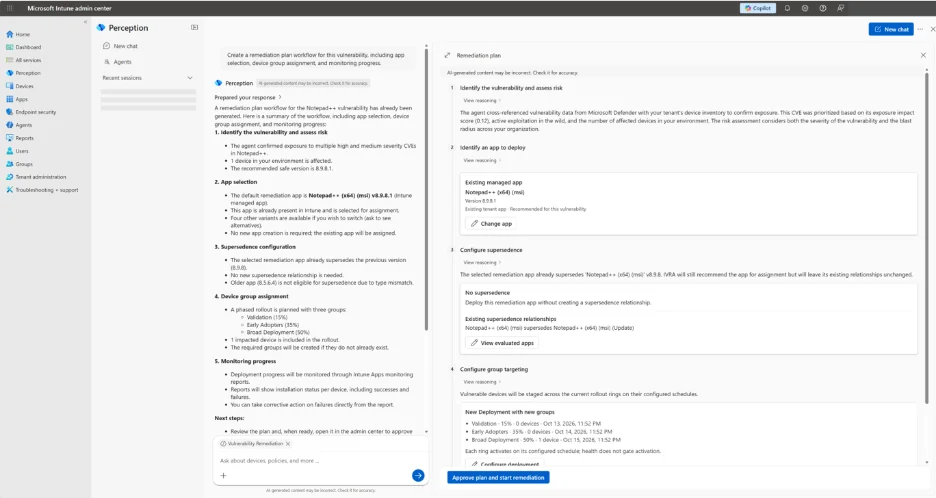 Microsoft Intune admin center
Copilot
Home
Dashboard
All services
Perception
Devices
Apps
Endpoint security
Agents
Reports
Users
Groups
Tenant administration
Troubleshooting + support
Perception
New chat
Agents
Recent sessions
New chat
Create a remediation plan workflow for this vulnerability, including app
selection, device group assignment, and monitoring progress.
Perception
AI-generated content may be incorrect. Check it for accuracy.
Prepared your response
A remediation plan workflow for the Notepad++ vulnerability has already been
generated. Here is a summary of the workflow, including app selection, device
group assignment, and monitoring progress:
1. Identify the vulnerability and assess risk
• The agent confirmed exposure to multiple high and medium severity CVEs
in Notepad++.
• 1 device in your environment is affected.
• The recommended safe version is 8.9.8.1.
2. App selection
• The default remediation app is Notepad++ (x64) (msi) v8.9.8.1 (Intune
managed app).
• This app is already present in Intune and is selected for assignment.
• Four other variants are available if you wish to switch (ask to see
alternatives).
• No new app creation is required; the existing app will be assigned.
3. Supersedence configuration
• The selected remediation app already supersedes the previous version
(8.9.8).
• No new supersedence relationship is needed.
• Older app (8.5.6.4) is not eligible for supersedence due to type mismatch.
4. Device group assignment
• A phased rollout is planned with three groups:
○ Validation (15%)
○ Early Adopters (35%)
○ Broad Deployment (50%)
• 1 impacted device is included in the rollout.
• The required groups will be created if they do not already exist.
5. Monitoring progress
• Deployment progress will be monitored through Intune Apps monitoring
reports.
• Reports will show installation status per device, including successes and
failures.
• You can take corrective action on failures directly from the report.
Next steps:
• Review the plan and, when ready, open it in the admin center to approve
Vulnerability Remediation
Ask about devices, policies, and more ...
AI-generated content may be incorrect. Check it for accuracy.
Remediation plan
AI-generated content may be incorrect. Check it for accuracy.
1 Identify the vulnerability and assess risk
View reasoning
The agent cross-referenced vulnerability data from Microsoft Defender with your tenant's device inventory to confirm exposure. This CVE was prioritized based on its exposure impact
score (0.12), active exploitation in the wild, and the number of affected devices in your environment. The risk assessment considers both the severity of the vulnerability and the blast
radius across your organization.
2 Identify an app to deploy
View reasoning
Existing managed app
Notepad++ (x64) (msi)
Version 8.9.8.1
Existing tenant app · Recommended for this vulnerability
Change app
3 Configure supersedence
View reasoning
The selected remediation app already supersedes 'Notepad++ (x64) (msi)' v8.9.8. IVRA will still recommend the app for assignment but will leave its existing relationships unchanged.
No supersedence
Deploy this remediation app without creating a supersedence relationship.
Existing supersedence relationships
Notepad++ (x64) (msi) supersedes Notepad++ (x64) (msi) (Update)
View evaluated apps
4 Configure group targeting
View reasoning
Vulnerable devices will be staged across the current rollout rings on their configured schedules.
New Deployment with new groups
• Validation · 15% · 0 devices · Oct 13, 2026, 11:52 PM
• Early Adopters · 35% · 0 devices · Oct 14, 2026, 11:52 PM
• Broad Deployment · 50% · 1 device · Oct 15, 2026, 11:52 PM
Each ring activates on its configured schedule; health does not gate activation.
Configure deployment
Approve plan and start remediation